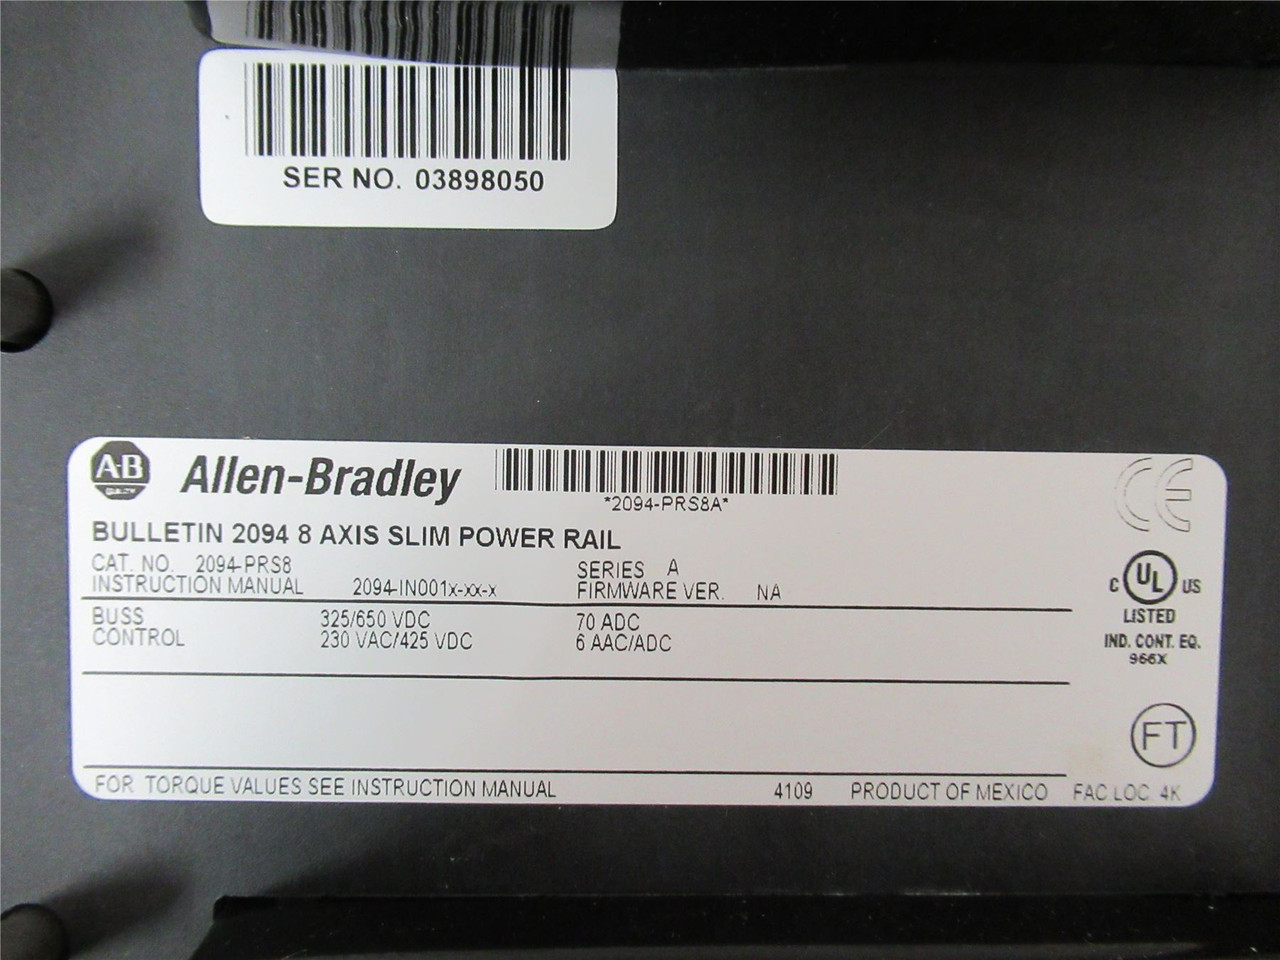 SER NO. 03898050
A·B Allen-Bradley
*2094-PRS8A*
CE
BULLETIN 2094 8 AXIS SLIM POWER RAIL
CAT. NO. 2094-PRS8 SERIES A
INSTRUCTION MANUAL 2094-IN001x-xx-x FIRMWARE VER. NA
C UL US
LISTED
IND. CONT. EQ.
966X
BUSS 325/650 VDC 70 ADC
CONTROL 230 VAC/425 VDC 6 AAC/ADC
FT
FOR TORQUE VALUES SEE INSTRUCTION MANUAL 4109 PRODUCT OF MEXICO FAC.LOC. 4K